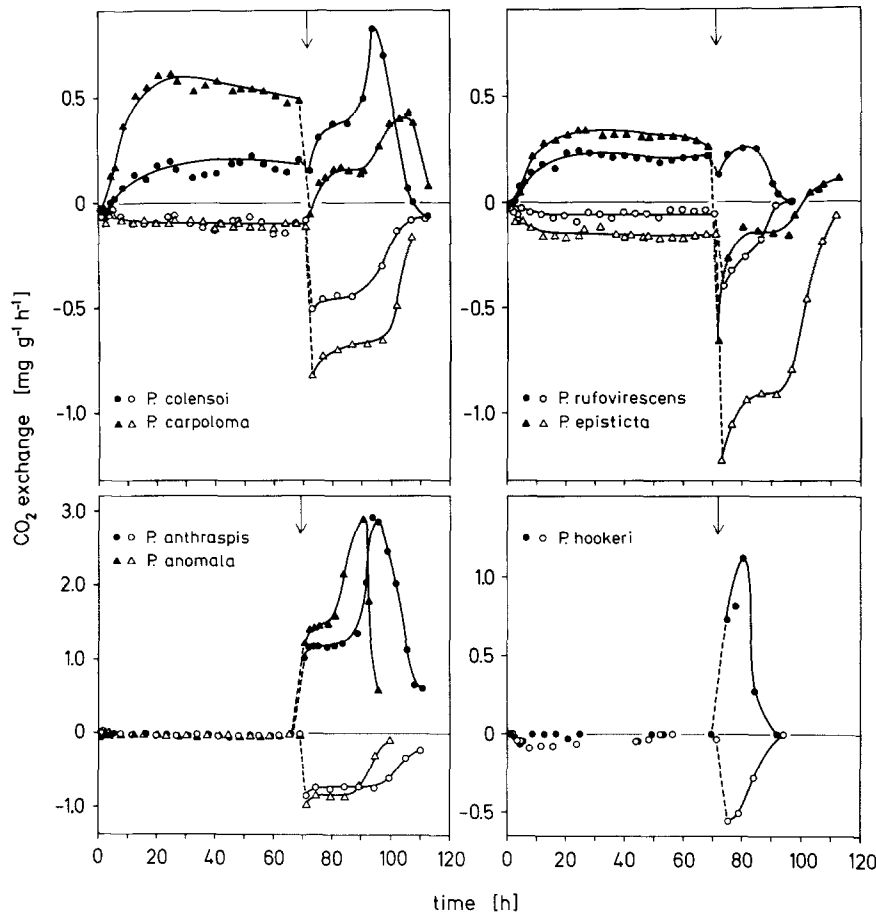 0.5
0
-0.5
-1.0
● ○ P. colensoi
▲ △ P. carpoloma
0.5
0
-0.5
-1.0
● ○ P. rufovirescens
▲ △ P. episticta
CO₂ exchange [mg g⁻¹ h⁻¹]
3.0
2.0
1.0
0
-1.0
● ○ P. anthraspis
▲ △ P. anomala
0 20 40 60 80 100 120
1.0
0.5
0
-0.5
● ○ P. hookeri
0 20 40 60 80 100 120
time [h]